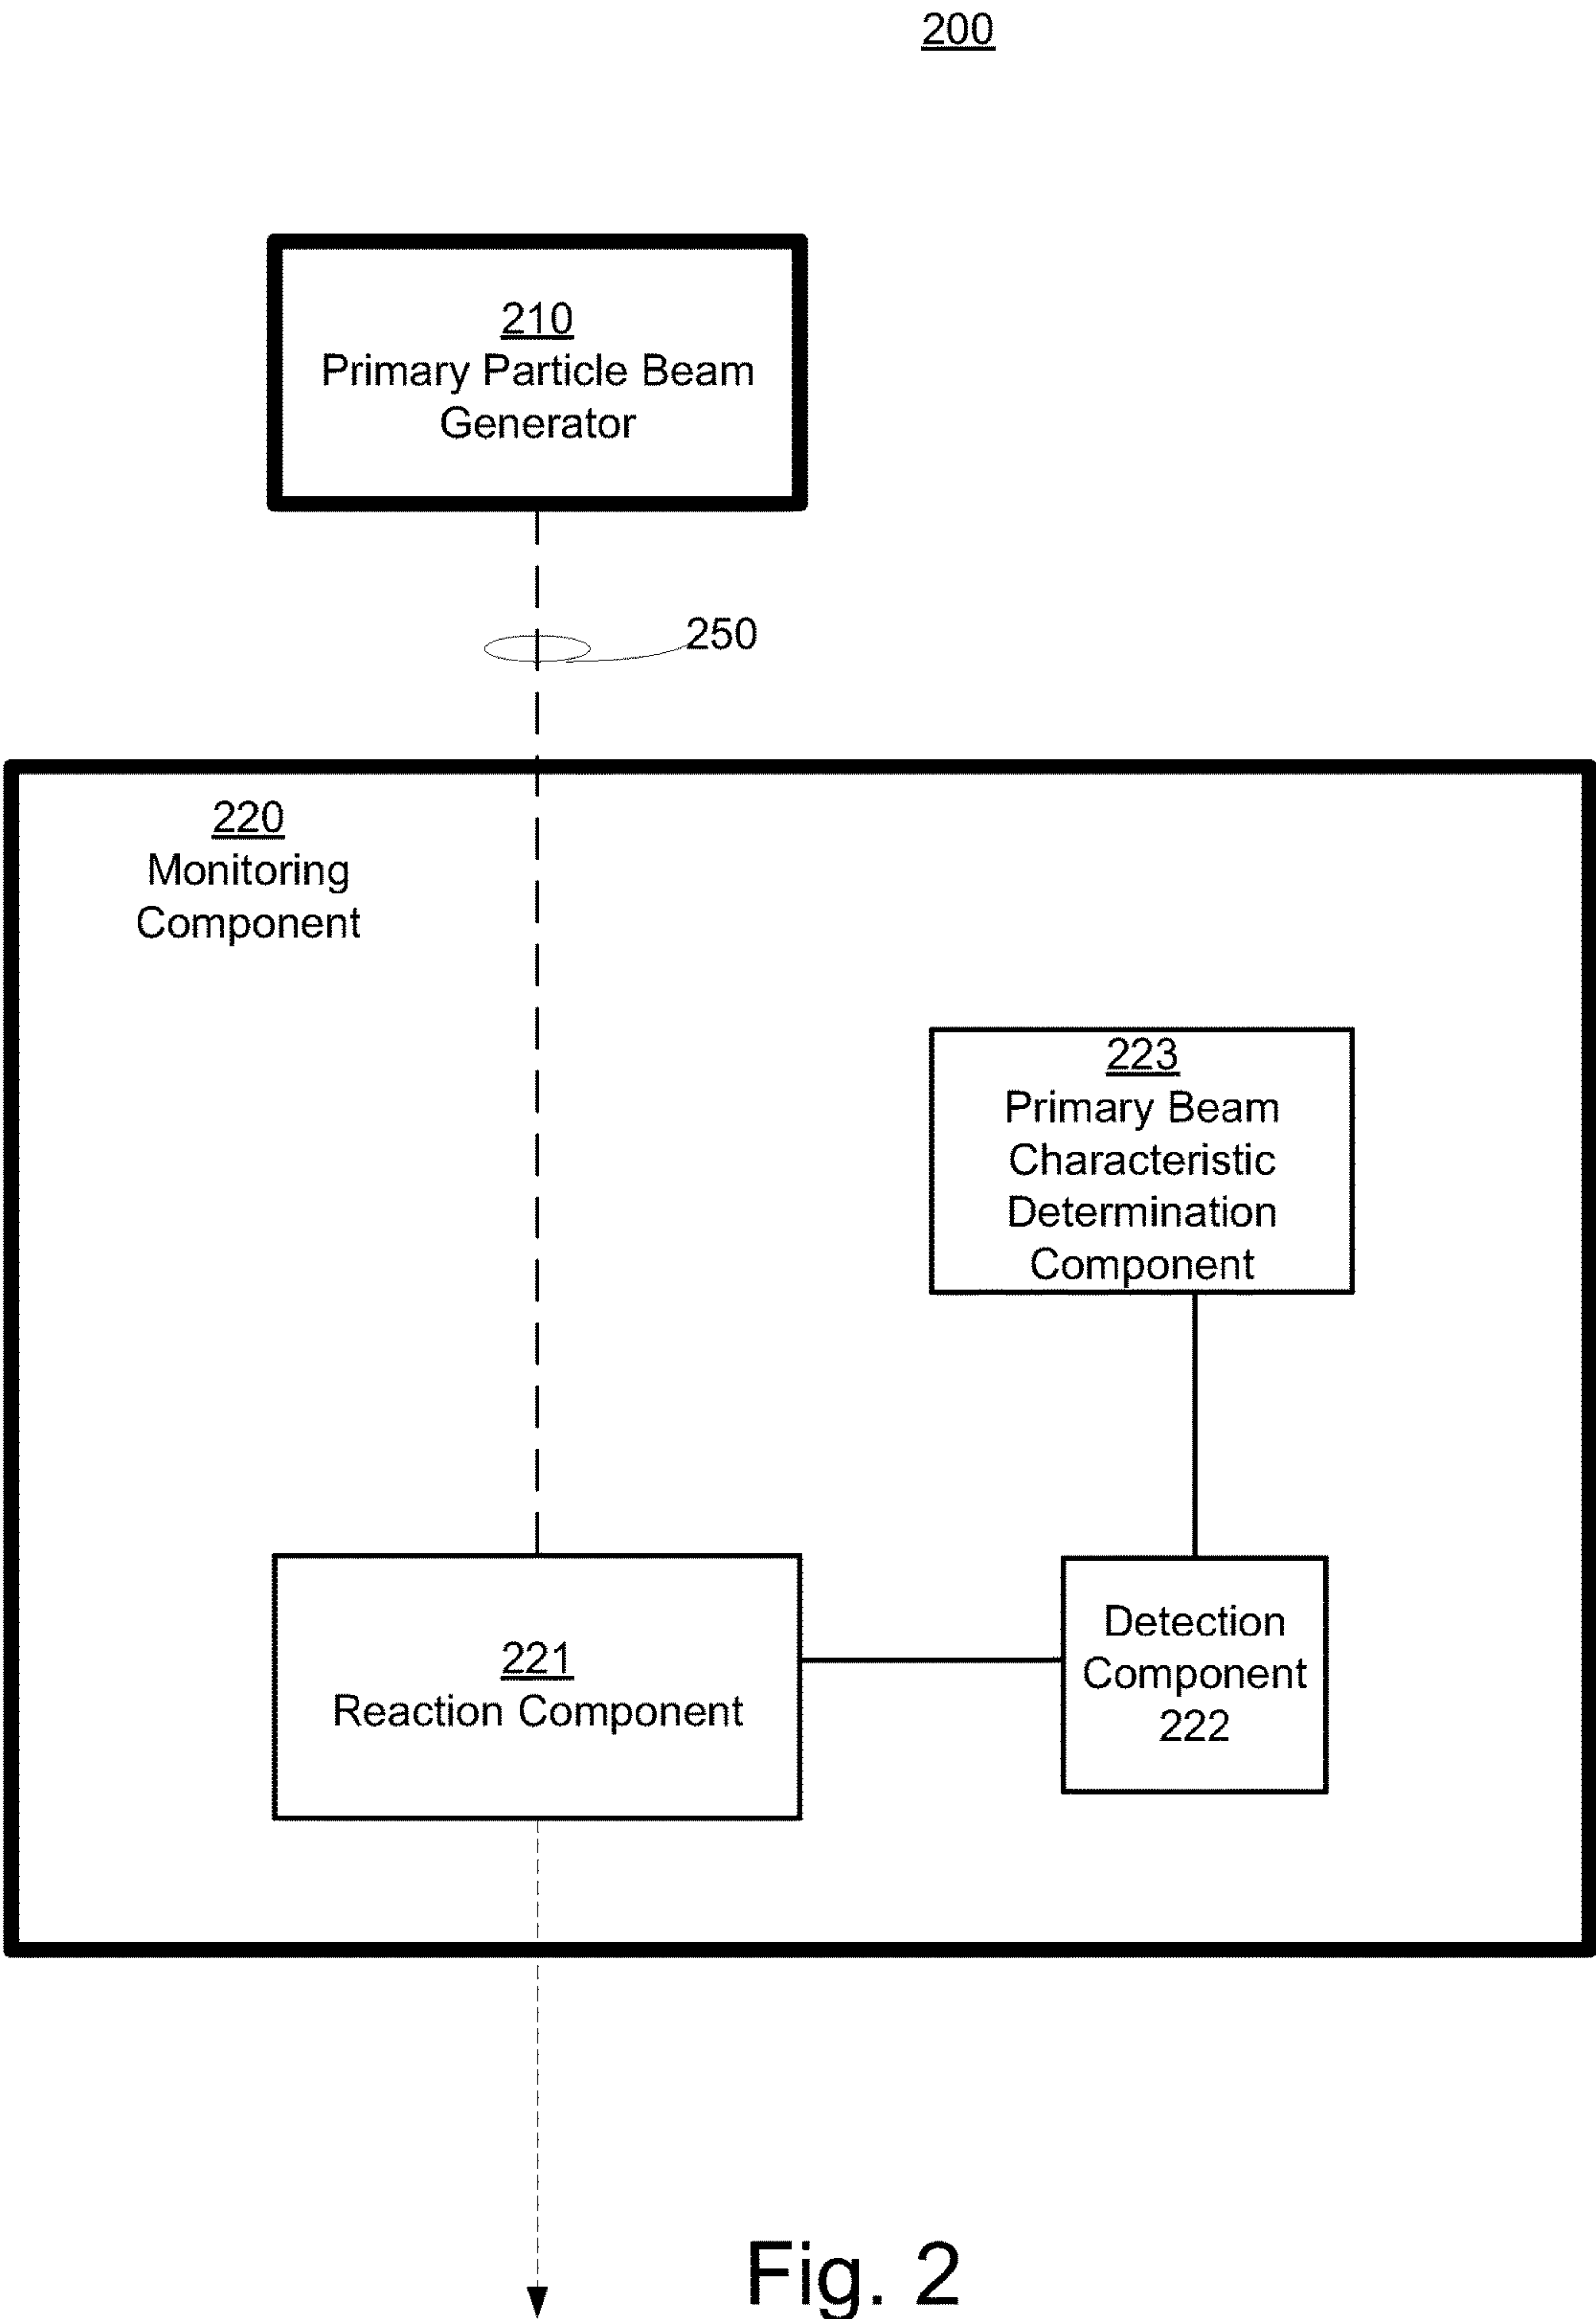 200
210
Primary Particle Beam
Generator
250
220
Monitoring
Component
223
Primary Beam
Characteristic
Determination
Component
221
Reaction Component
Detection
Component
222
Fig. 2